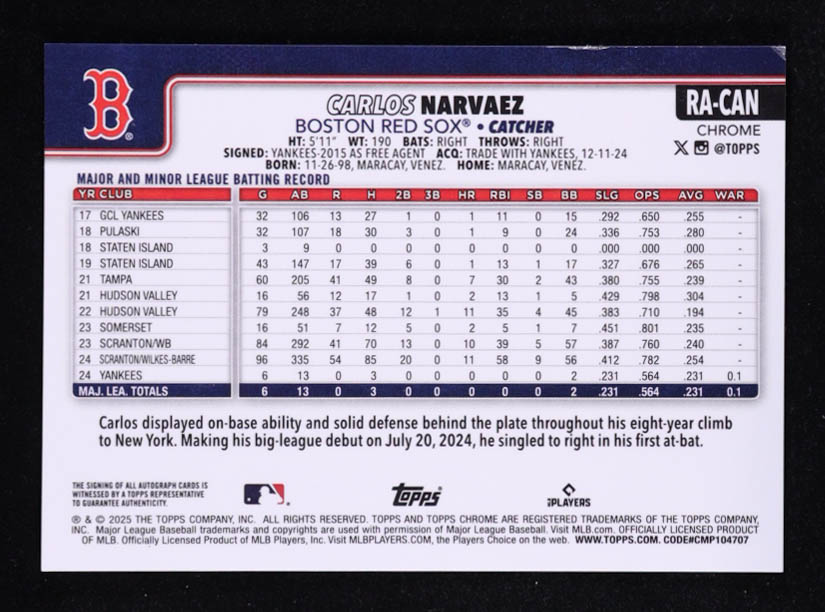 B
CARLOS NARVAEZ
RA-CAN
BOSTON RED SOX® • CATCHER
CHROME
HT: 5'11" WT: 190 BATS: RIGHT THROWS: RIGHT
@TOPPS
SIGNED: YANKEES-2015 AS FREE AGENT ACQ: TRADE WITH YANKEES, 12-11-24
BORN: 11-26-98, MARACAY, VENEZ. HOME: MARACAY, VENEZ.
MAJOR AND MINOR LEAGUE BATTING RECORD
YR CLUB G AB R H 2B 3B HR RBI SB BB SLG OPS AVG WAR
17 GCL YANKEES 32 106 13 27 1 0 1 11 0 15 .292 .650 .255 -
18 PULASKI 32 107 18 30 3 0 1 9 0 24 .336 .753 .280 -
18 STATEN ISLAND 3 9 0 0 0 0 0 0 0 0 .000 .000 .000 -
19 STATEN ISLAND 43 147 17 39 6 0 1 13 1 17 .327 .676 .265 -
21 TAMPA 60 205 41 49 8 0 7 30 2 43 .380 .755 .239 -
21 HUDSON VALLEY 16 56 12 17 1 0 2 13 1 5 .429 .798 .304 -
22 HUDSON VALLEY 79 248 37 48 12 1 11 35 4 45 .383 .710 .194 -
23 SOMERSET 16 51 7 12 5 0 2 5 1 7 .451 .801 .235 -
23 SCRANTON/WB 84 292 41 70 13 0 10 39 5 57 .387 .760 .240 -
24 SCRANTON/WILKES-BARRE 96 335 54 85 20 0 11 58 9 56 .412 .782 .254 -
24 YANKEES 6 13 0 3 0 0 0 0 0 2 .231 .564 .231 0.1
MAJ. LEA. TOTALS 6 13 0 3 0 0 0 0 0 2 .231 .564 .231 0.1
Carlos displayed on-base ability and solid defense behind the plate throughout his eight-year climb
to New York. Making his big-league debut on July 20, 2024, he singled to right in his first at-bat.
THE SIGNING OF ALL AUTOGRAPH CARDS IS
WITNESSED BY A TOPPS REPRESENTATIVE
TO GUARANTEE AUTHENTICITY.
Topps
PLAYERS
® & © 2025 THE TOPPS COMPANY, INC. ALL RIGHTS RESERVED. TOPPS AND TOPPS CHROME ARE REGISTERED TRADEMARKS OF THE TOPPS COMPANY,
INC. Major League Baseball trademarks and copyrights are used with permission of Major League Baseball. Visit MLB.com. OFFICIALLY LICENSED PRODUCT
OF MLB. Officially Licensed Product of MLB Players, Inc. Visit MLBPLAYERS.COM, the Players Choice on the web. WWW.TOPPS.COM. CODE#CMP104707